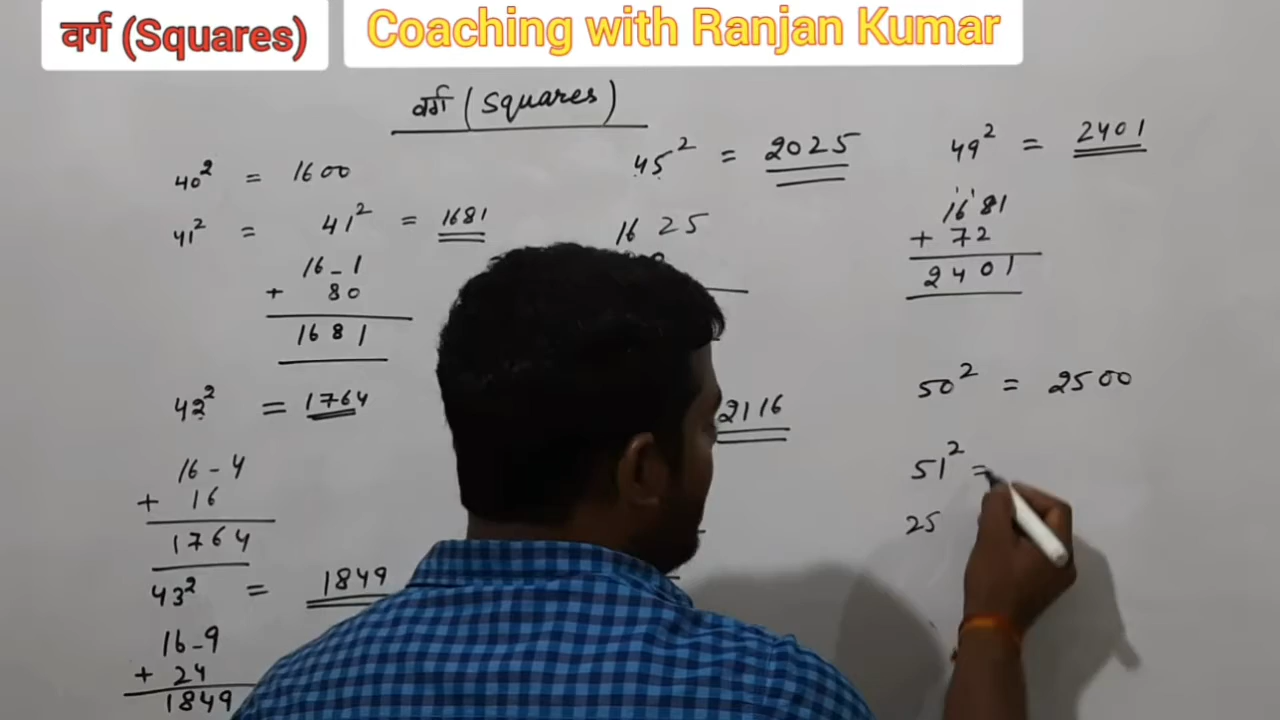 वर्ग (Squares)
Coaching with Ranjan Kumar
वर्ग (Squares)
40² = 1600
41² = 41² = 1681
16_1
+ 80
1681
42² = 1764
16-4
+ 16
1764
43² = 1849
16-9
+ 24
1849
45² = 2025
16 25
2116
49² = 2401
1681
+ 72
2401
50² = 2500
51² =
25